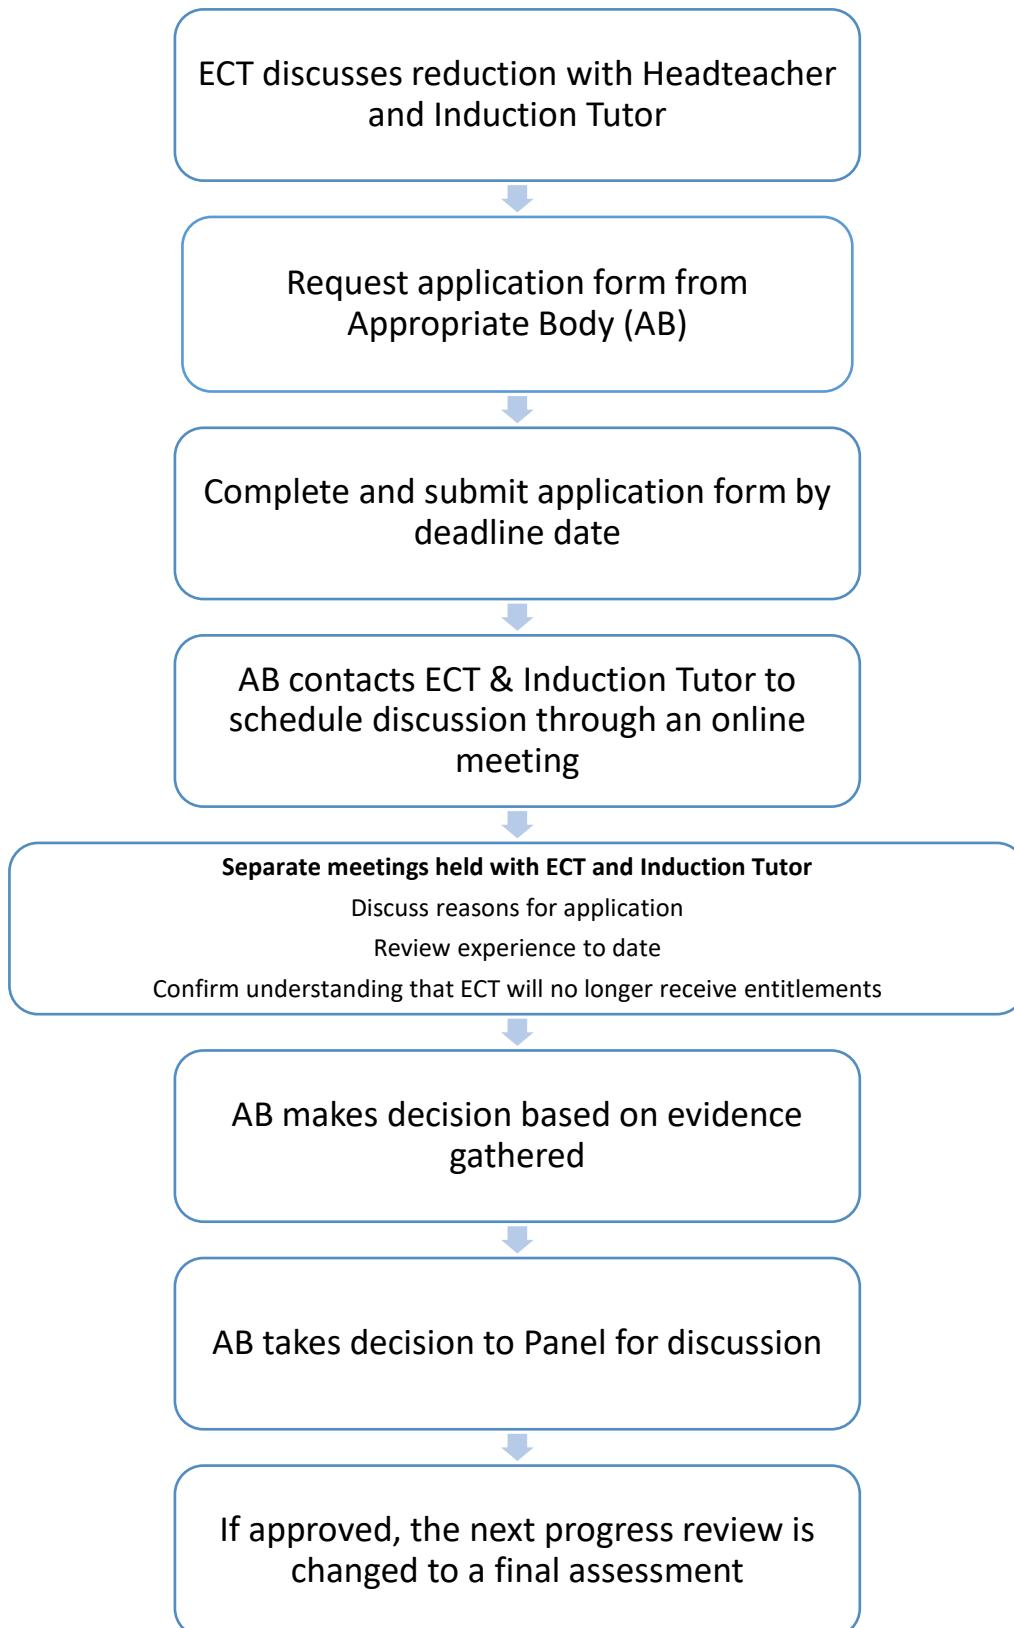 ECT discusses reduction with Headteacher
and Induction Tutor
Request application form from
Appropriate Body (AB)
Complete and submit application form by
deadline date
AB contacts ECT & Induction Tutor to
schedule discussion through an online
meeting
Separate meetings held with ECT and Induction Tutor
Discuss reasons for application
Review experience to date
Confirm understanding that ECT will no longer receive entitlements
AB makes decision based on evidence
gathered
AB takes decision to Panel for discussion
If approved, the next progress review is
changed to a final assessment